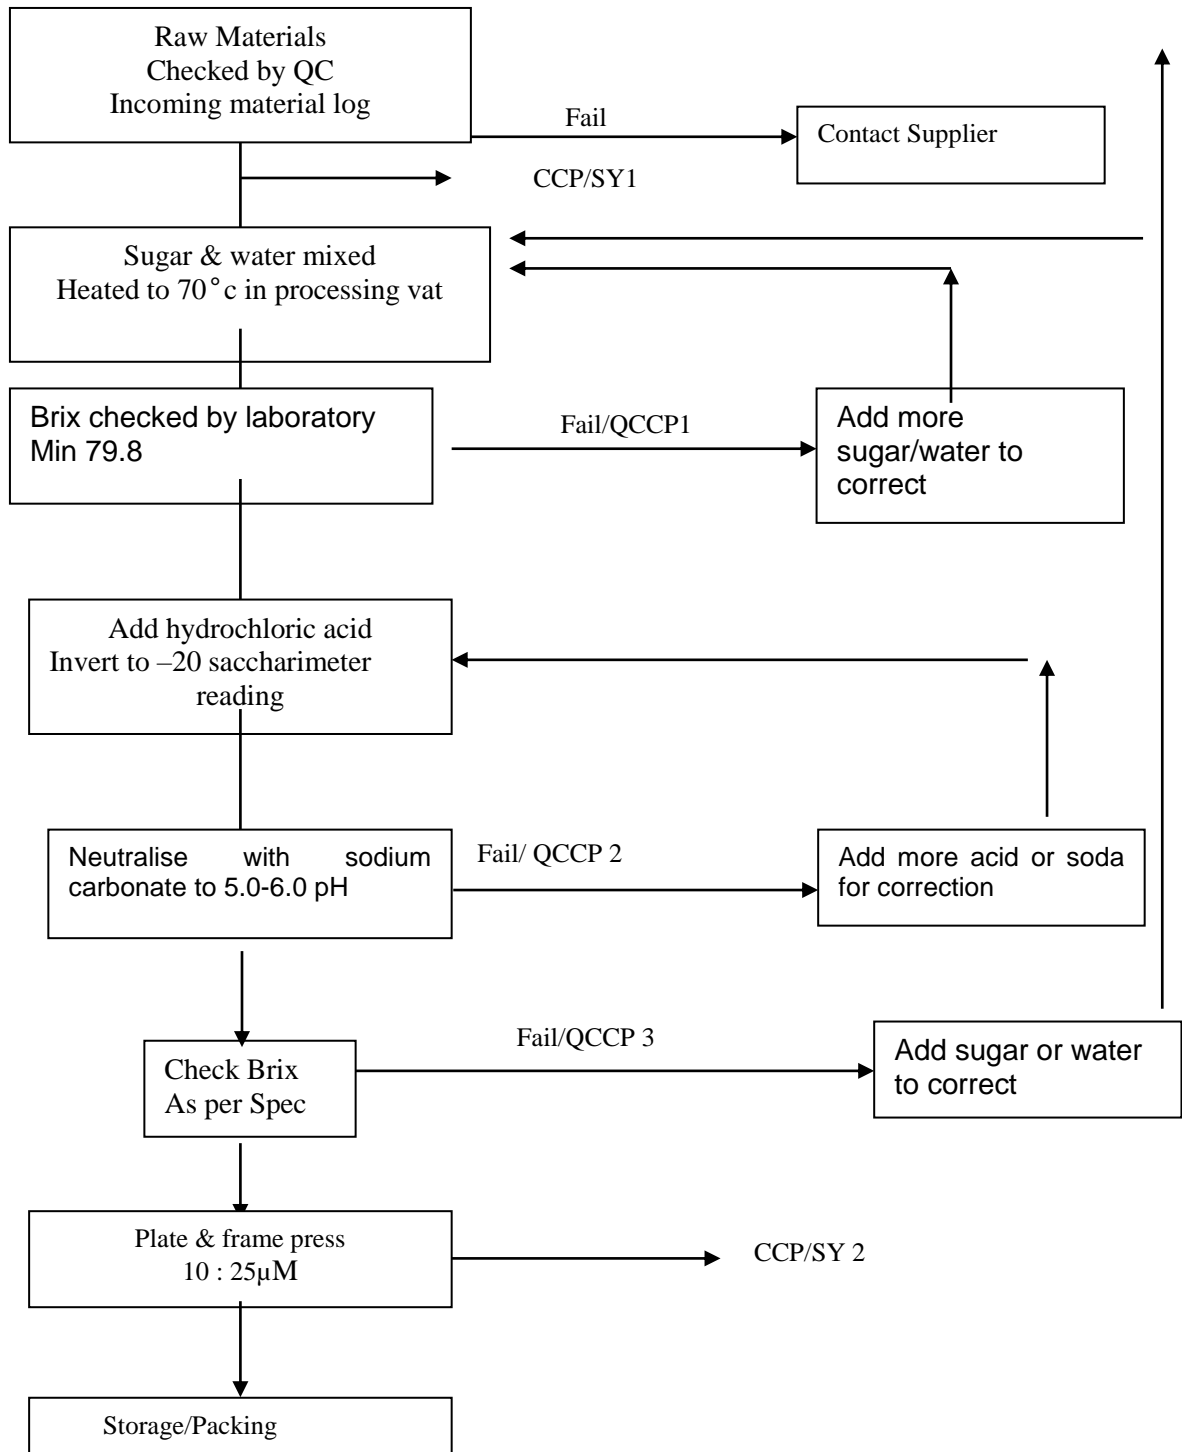 Raw Materials
Checked by QC
Incoming material log
Fail
Contact Supplier
CCP/SY1
Sugar & water mixed
Heated to 70°c in processing vat
Brix checked by laboratory
Min 79.8
Fail/QCCP1
Add more
sugar/water to
correct
Add hydrochloric acid
Invert to –20 saccharimeter
reading
Neutralise with sodium
carbonate to 5.0-6.0 pH
Fail/ QCCP 2
Add more acid or soda
for correction
Fail/QCCP 3
Check Brix
As per Spec
Add sugar or water
to correct
Plate & frame press
10 : 25µM
CCP/SY 2
Storage/Packing